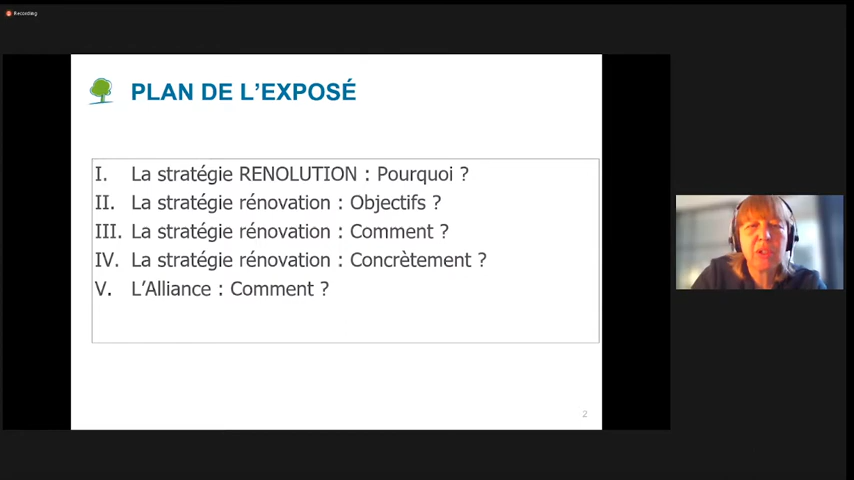 Recording
PLAN DE L'EXPOSÉ
I. La stratégie RENOLUTION : Pourquoi ?
II. La stratégie rénovation : Objectifs ?
III. La stratégie rénovation : Comment ?
IV. La stratégie rénovation : Concrètement ?
V. L'Alliance : Comment ?
2